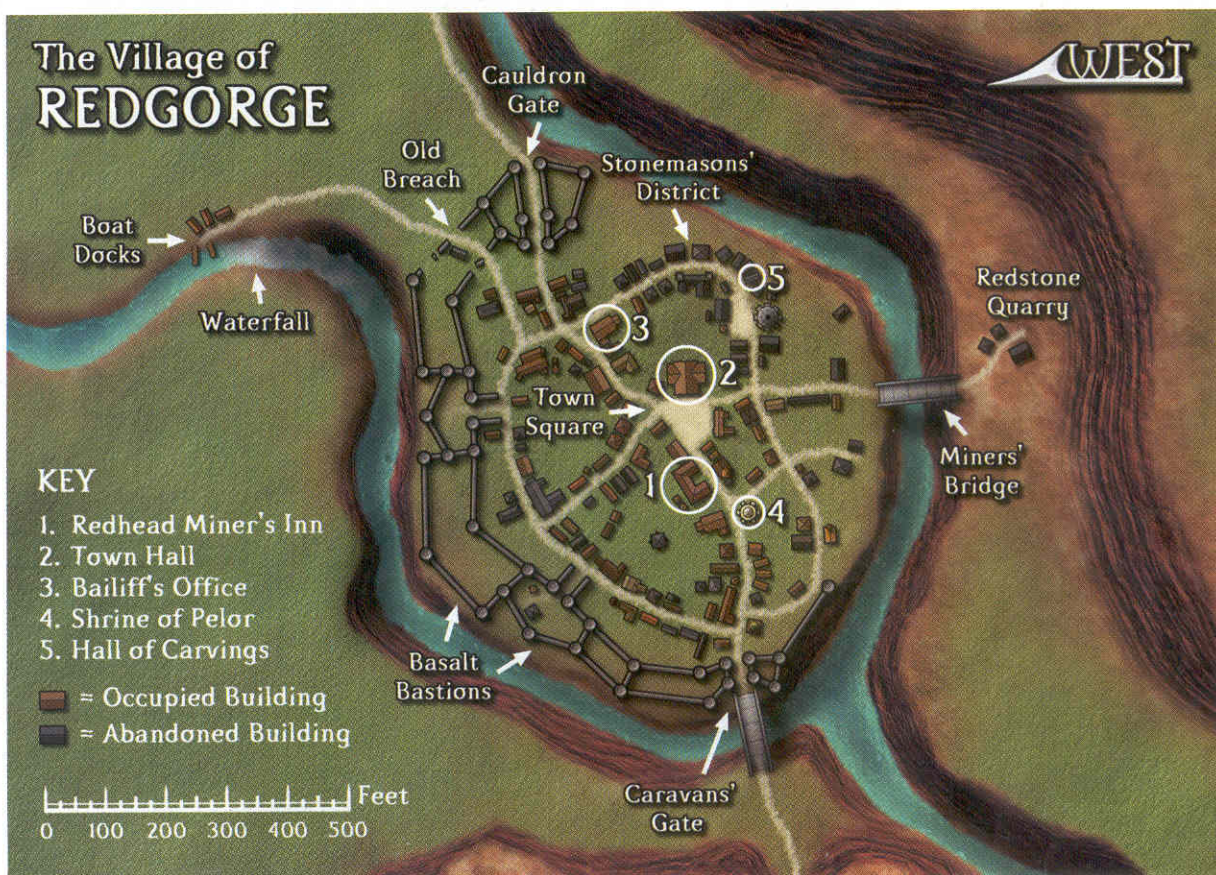 The Village of
REDGORGE
WEST
Cauldron
Gate
Old
Breach
Stonemasons'
District
Boat
Docks
Waterfall
5
Redstone
Quarry
3
2
Town
Square
Miners'
Bridge
1
4
KEY
1. Redhead Miner's Inn
2. Town Hall
3. Bailiff's Office
4. Shrine of Pelor
5. Hall of Carvings
= Occupied Building
= Abandoned Building
Basalt
Bastions
Caravans'
Gate
Feet
0 100 200 300 400 500